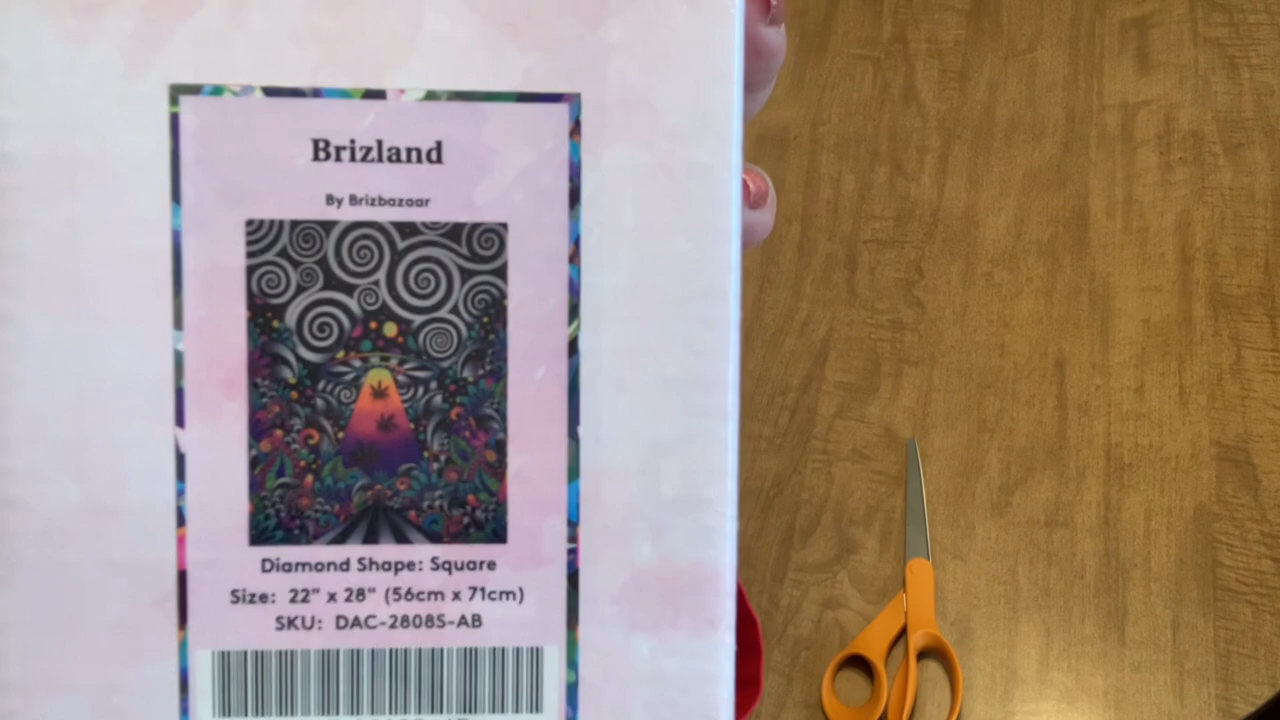 Brizland
By Brizbazaar
Diamond Shape: Square
Size: 22" x 28" (56cm x 71cm)
SKU: DAC-2808S-AB